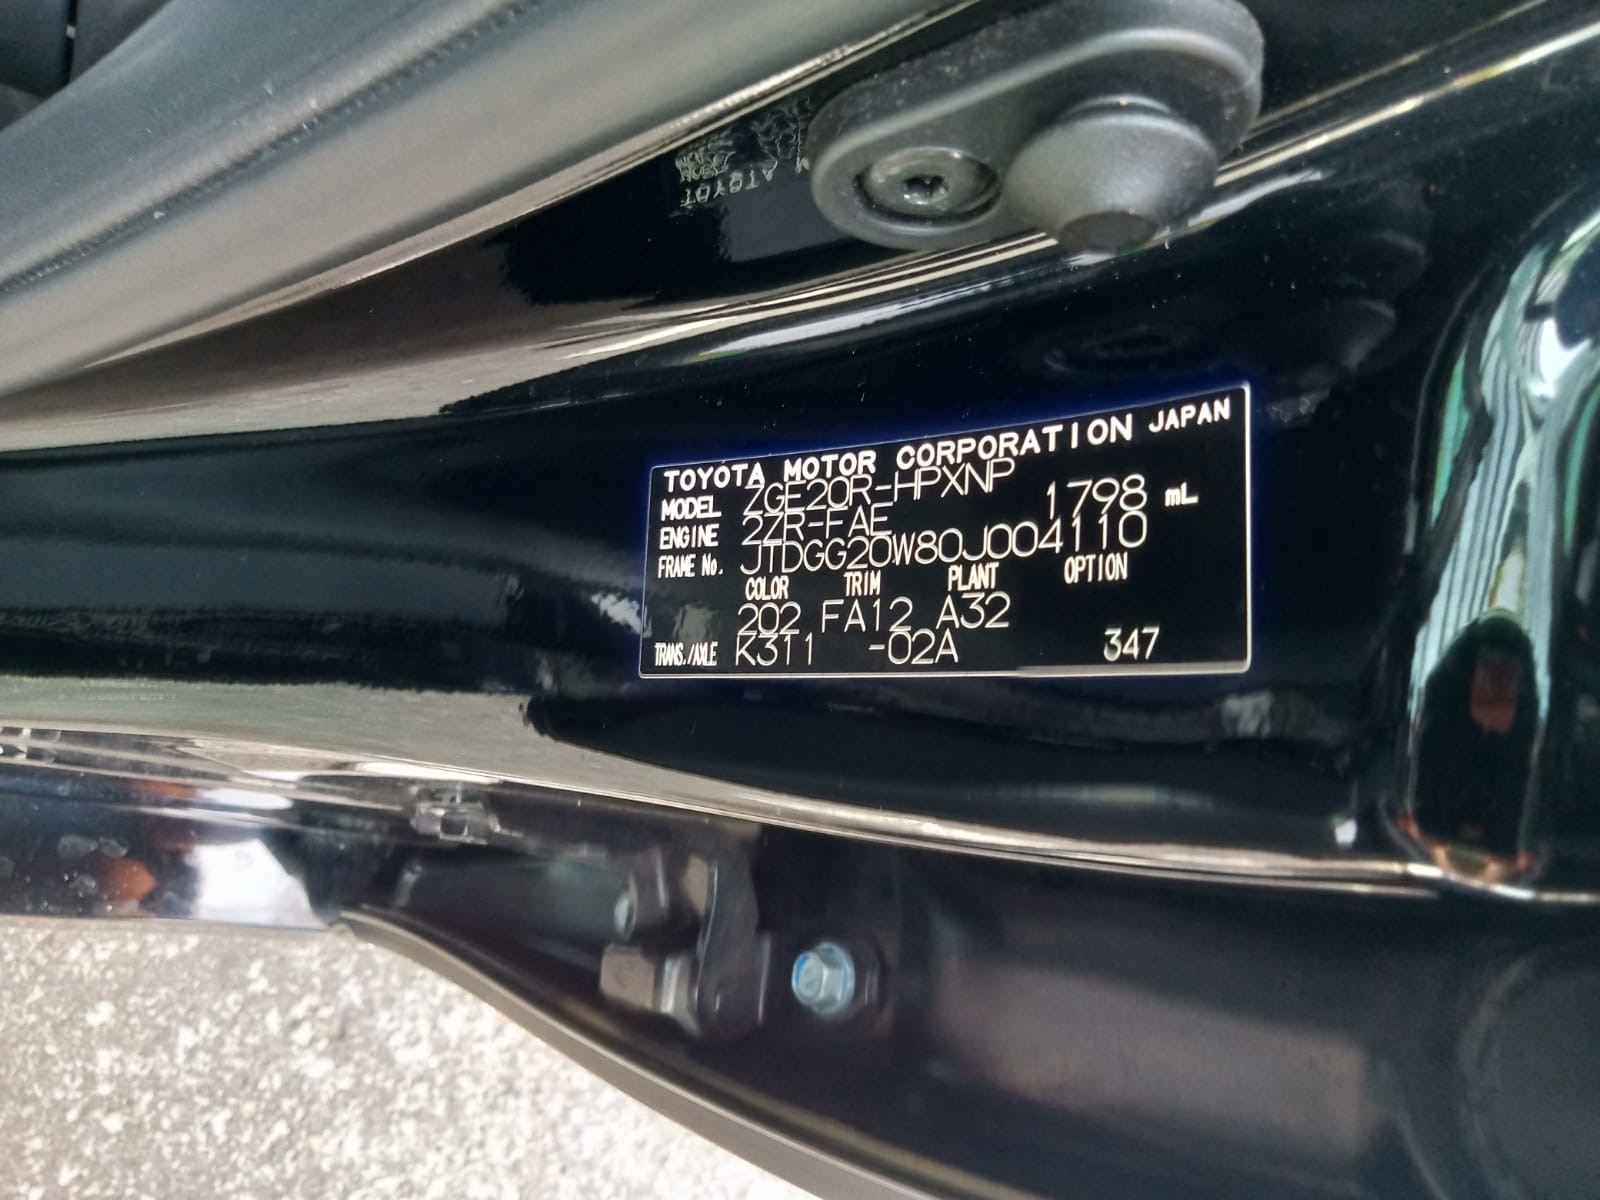 TOYOTA MOTOR CORPORATION JAPAN
MODEL ZGE20R-HPXNP
ENGINE 2ZR-FAE 1798 mL
FRAME No. JTDGG20W80J004110
COLOR TRIM PLANT OPTION
202 FA12 A32
TRANS./AXLE K311 -02A 347